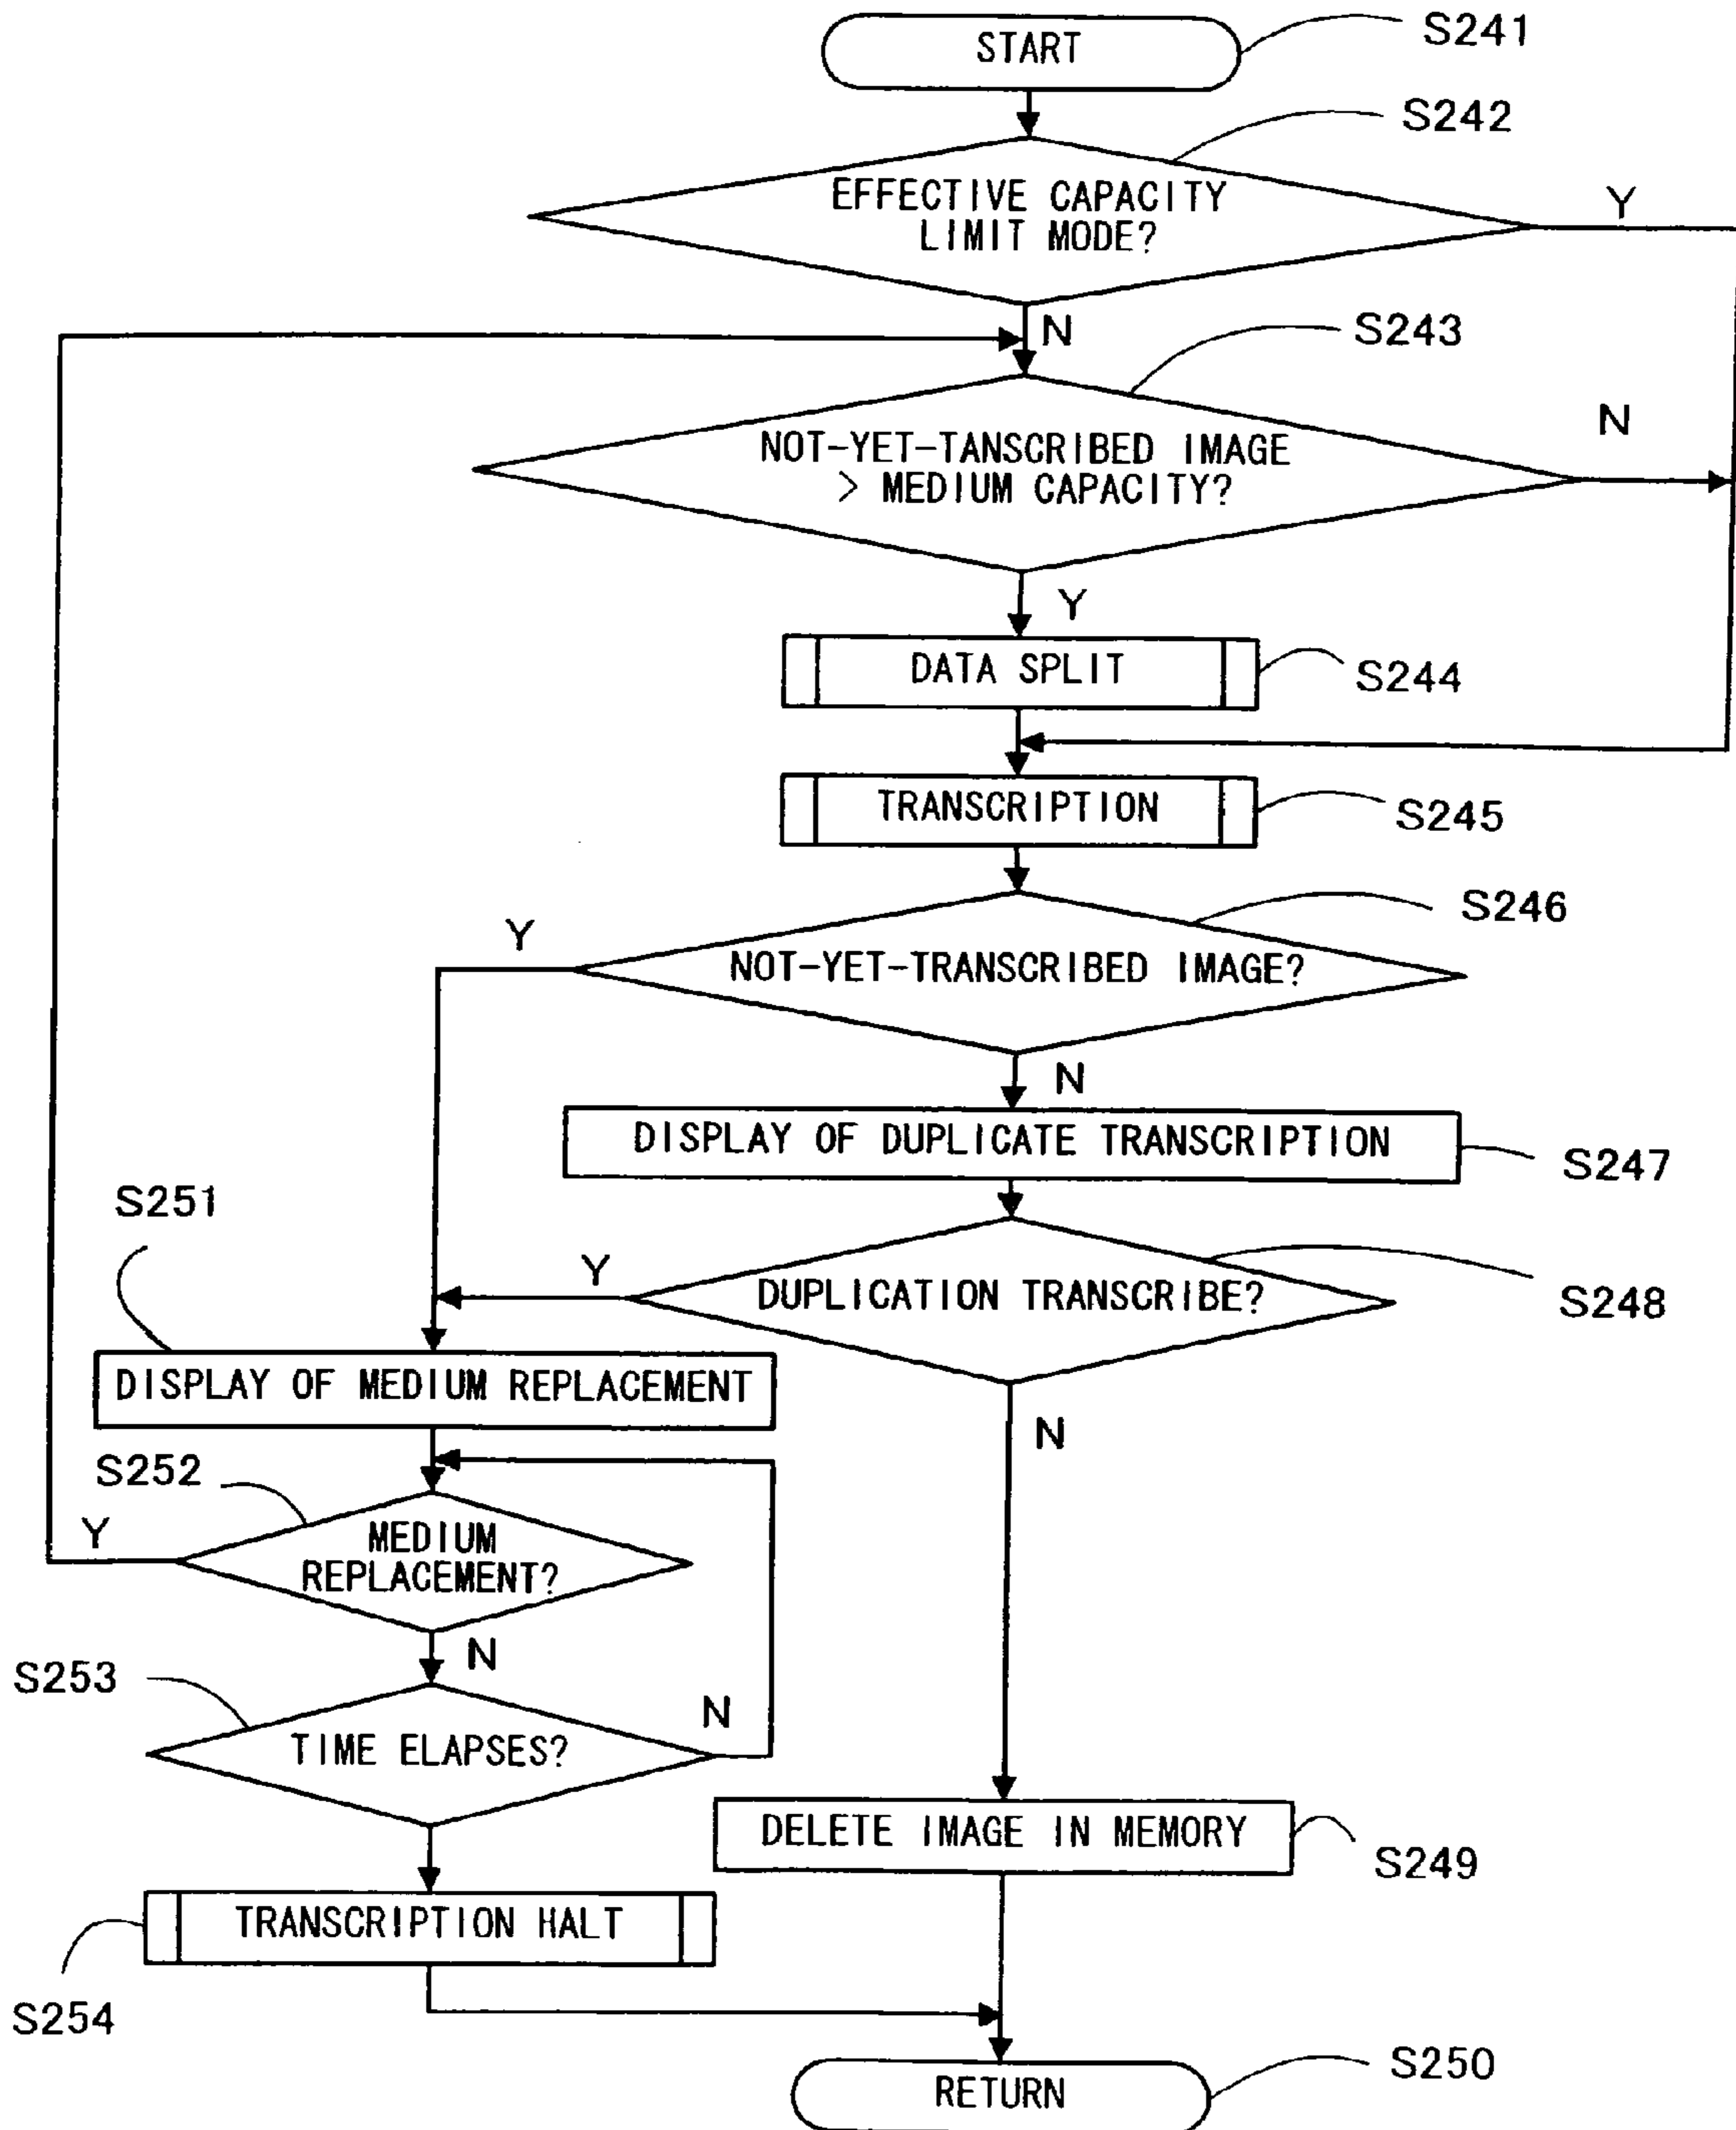 START
S241
S242
EFFECTIVE CAPACITY
LIMIT MODE?
Y
N
S243
NOT-YET-TANSCRIBED IMAGE
> MEDIUM CAPACITY?
N
Y
DATA SPLIT
S244
TRANSCRIPTION
S245
S246
Y
NOT-YET-TRANSCRIBED IMAGE?
N
DISPLAY OF DUPLICATE TRANSCRIPTION
S247
S251
Y
DUPLICATION TRANSCRIBE?
S248
DISPLAY OF MEDIUM REPLACEMENT
N
S252
Y
MEDIUM
REPLACEMENT?
N
S253
N
TIME ELAPSES?
DELETE IMAGE IN MEMORY
S249
TRANSCRIPTION HALT
S254
RETURN
S250